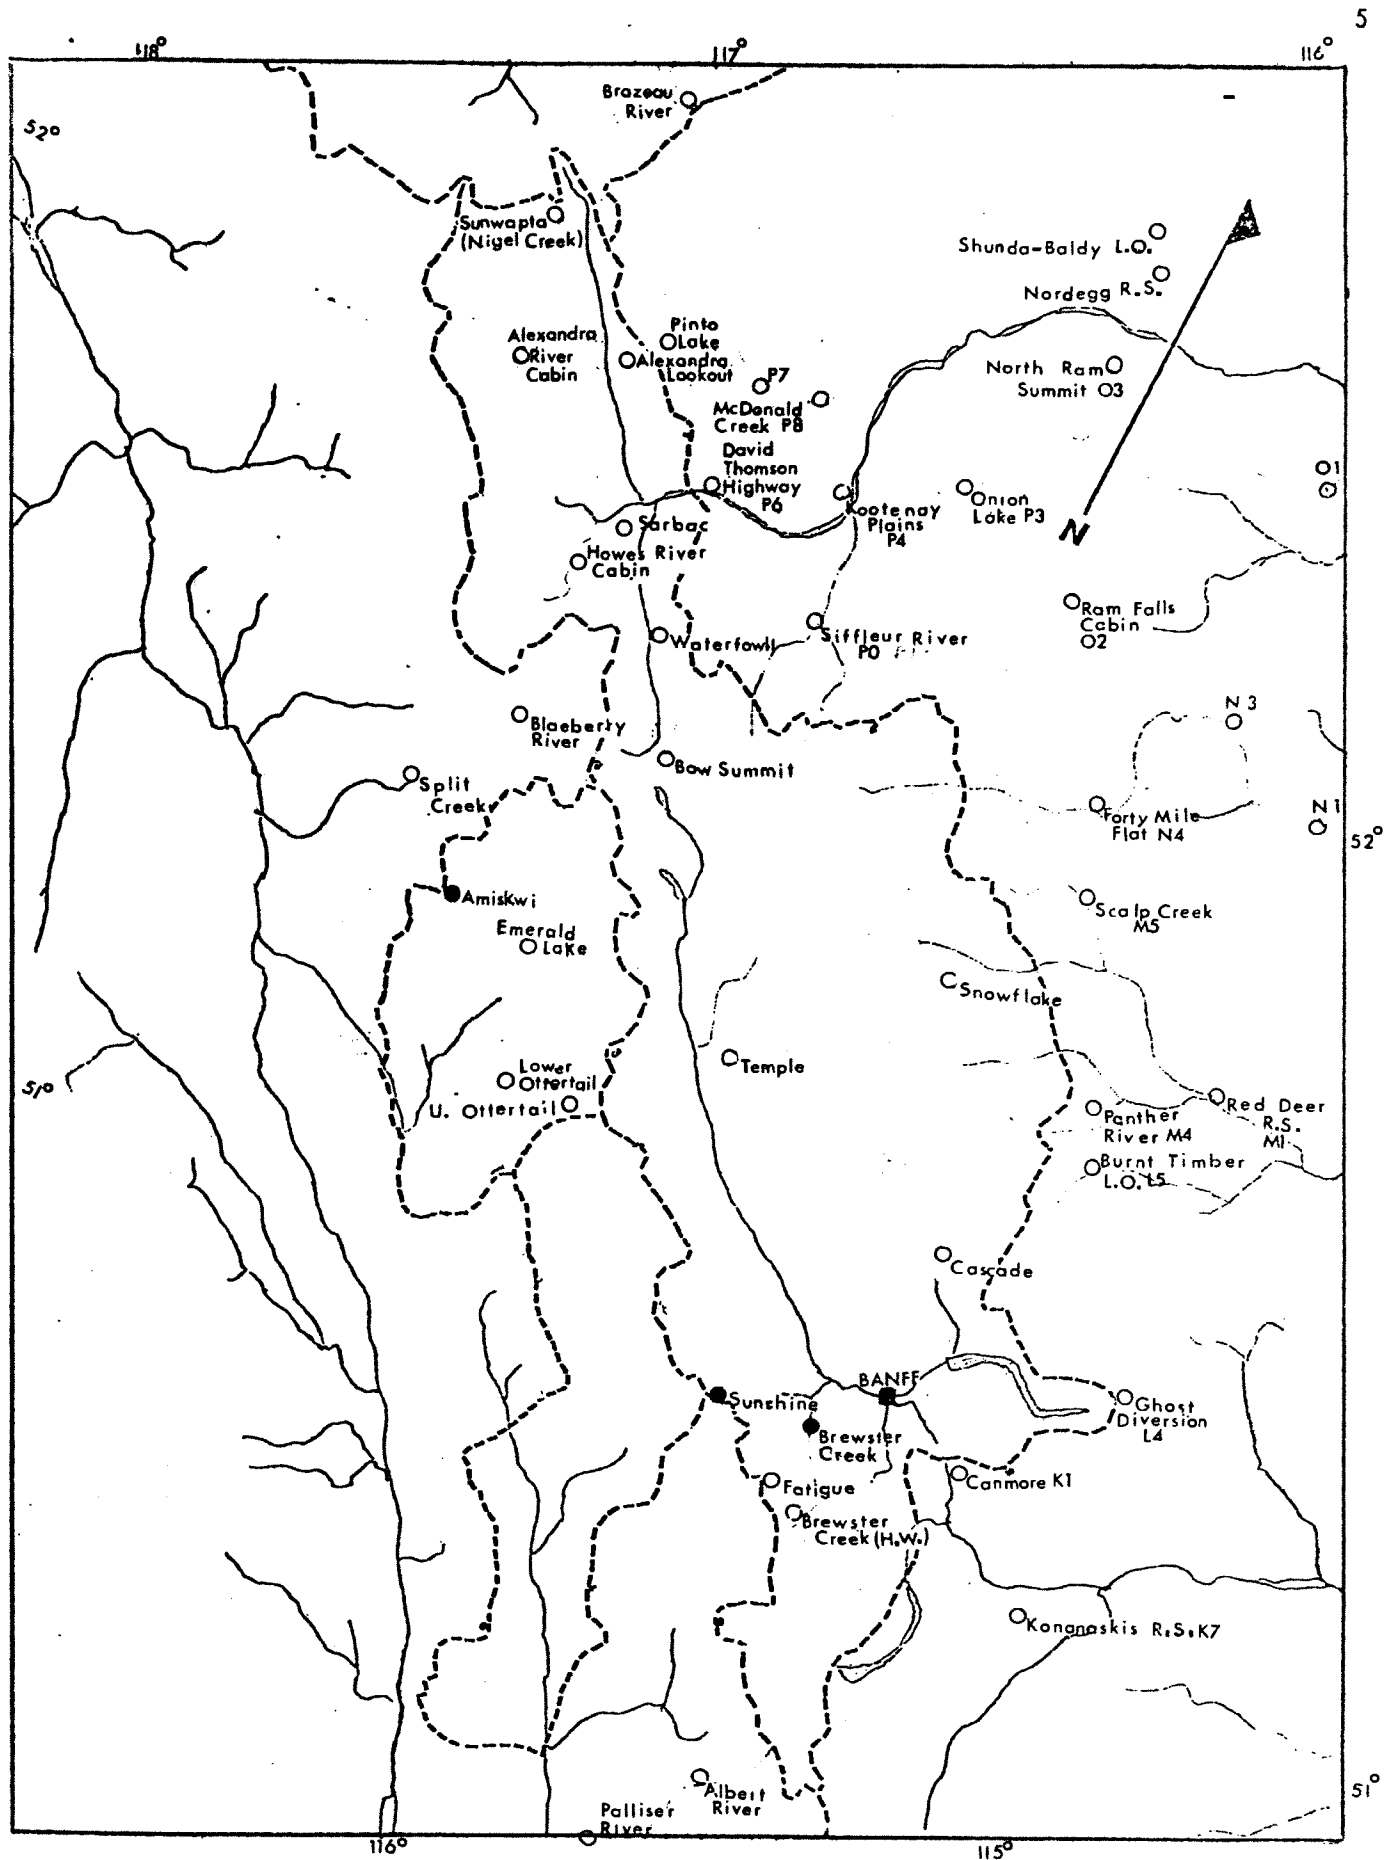 5
118°
117°
116°
52°
Brazeau
River
Sunwapta
(Nigel Creek)
Shunda-Baldy L.O.
Nordegg R.S.
Alexandra
River
Cabin
Pinto
Lake
Alexandra
Lookout
P7
North Ram
Summit O3
McDonald
Creek P8
David
Thomson
Highway
P6
O1
Kootenay
Plains
P4
Onion
Lake P3
N
Sarbac
Howes River
Cabin
Ram Falls
Cabin
O2
Waterfowl
Siffleur River
P0
N 3
Blaeberry
River
Bow Summit
Split
Creek
Forty Mile
Flat N4
N 1
52°
Amiskwi
Scalp Creek
M5
Emerald
Lake
Snowflake
Temple
Lower
Ottertail
U. Ottertail
51°
Panther
River M4
Red Deer
R.S.
M1
Burnt Timber
L.O. L5
Cascade
BANFF
Sunshine
Ghost
Diversion
L4
Brewster
Creek
Fatigue
Canmore K1
Brewster
Creek (H.W.)
Kananaskis R.S. K7
Albert
River
Palliser
River
51°
116°
115°